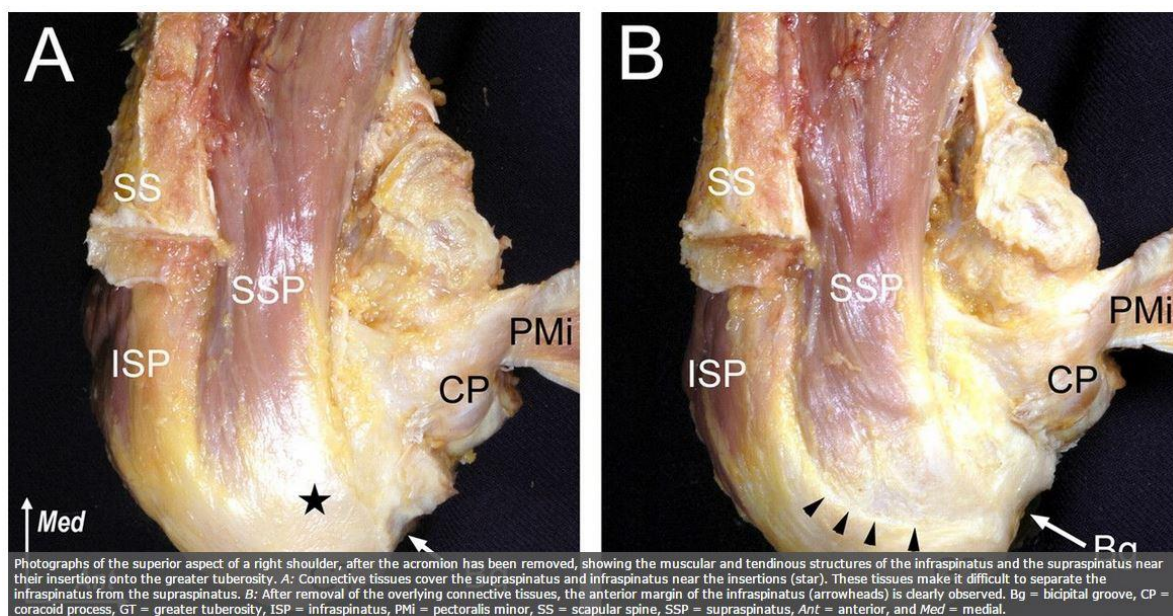 A
B
SS
SS
SSP
SSP
PMi
PMi
ISP
ISP
CP
CP
Med
Bg
Photographs of the superior aspect of a right shoulder, after the acromion has been removed, showing the muscular and tendinous structures of the infraspinatus and the supraspinatus near
their insertions onto the greater tuberosity. A: Connective tissues cover the supraspinatus and infraspinatus near the insertions (star). These tissues make it difficult to separate the
infraspinatus from the supraspinatus. B: After removal of the overlying connective tissues, the anterior margin of the infraspinatus (arrowheads) is clearly observed. Bg = bicipital groove, CP =
coracoid process, GT = greater tuberosity, ISP = infraspinatus, PMi = pectoralis minor, SS = scapular spine, SSP = supraspinatus, Ant = anterior, and Med = medial.